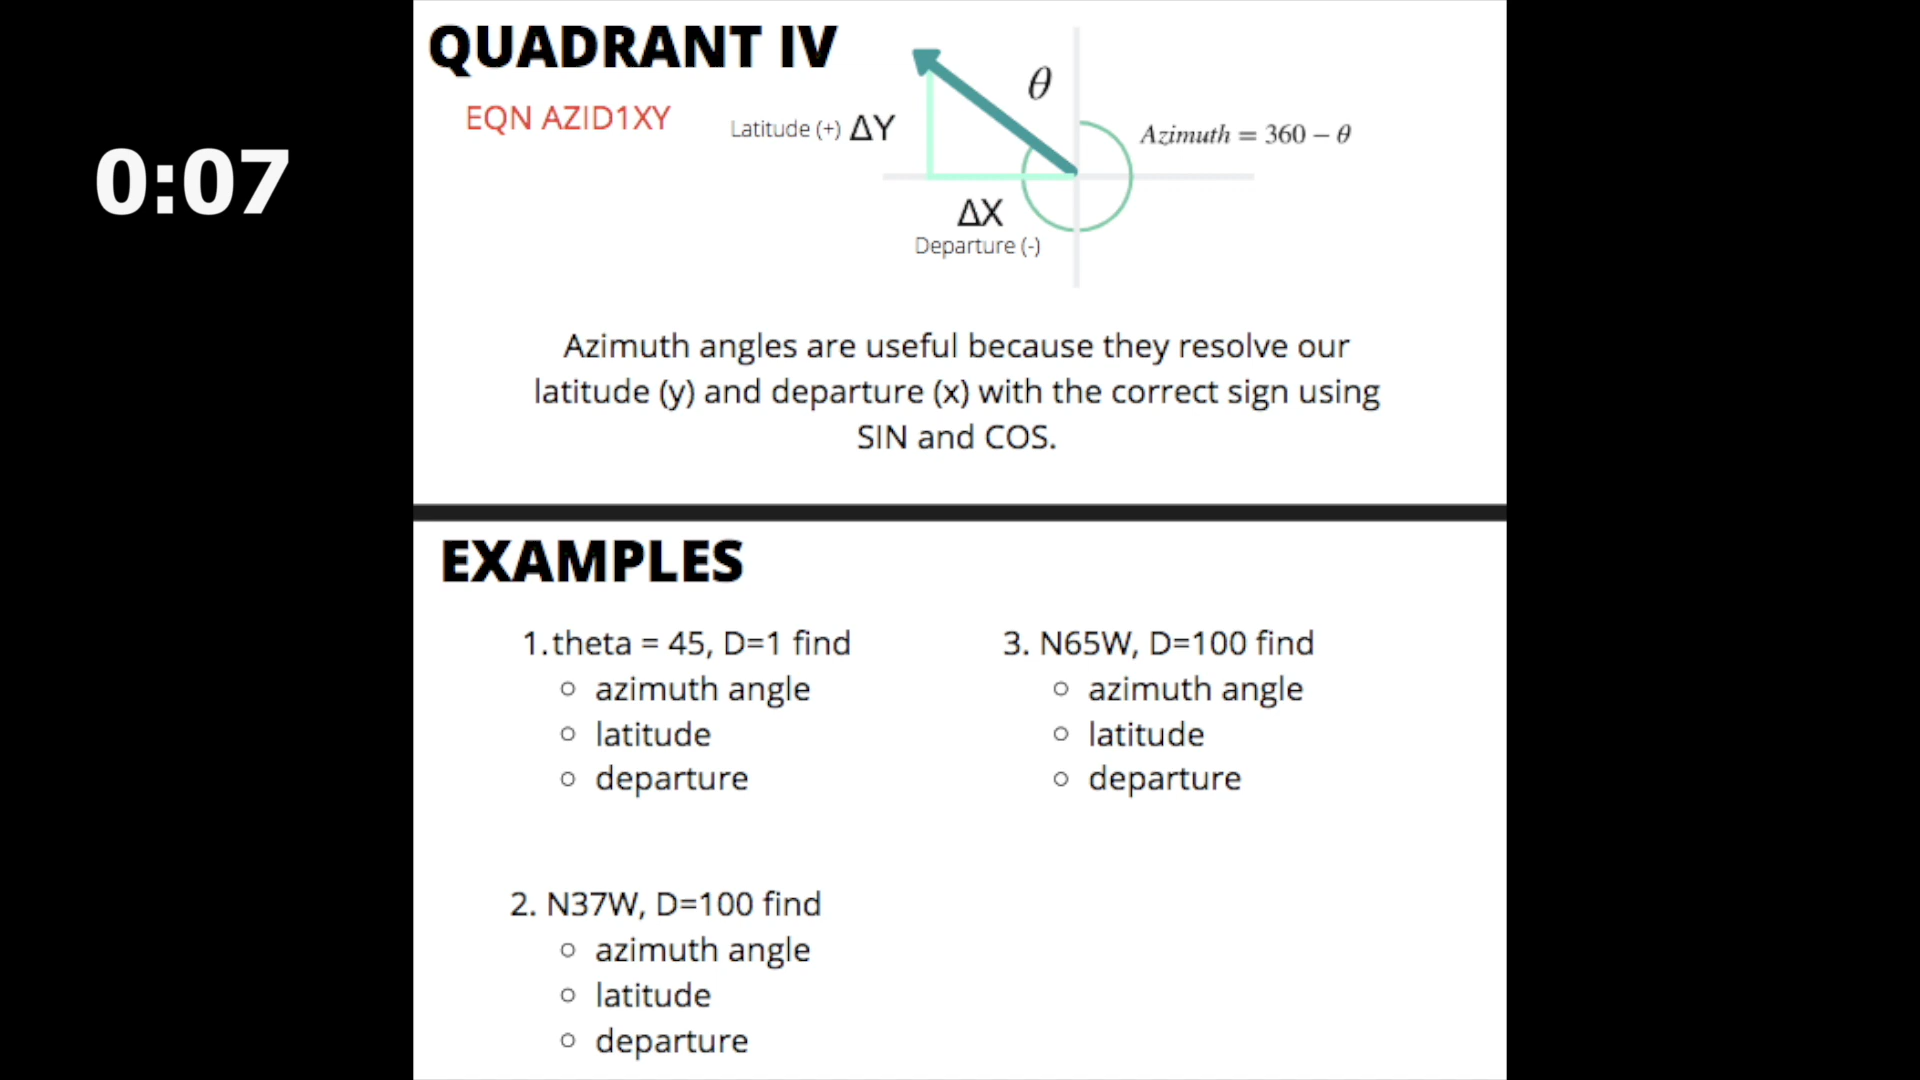 0:07
QUADRANT IV
EQN AZID1XY
Latitude (+) ΔY
θ
Azimuth = 360 − θ
ΔX
Departure (-)
Azimuth angles are useful because they resolve our
latitude (y) and departure (x) with the correct sign using
SIN and COS.
EXAMPLES
1. theta = 45, D=1 find
○ azimuth angle
○ latitude
○ departure
3. N65W, D=100 find
○ azimuth angle
○ latitude
○ departure
2. N37W, D=100 find
○ azimuth angle
○ latitude
○ departure